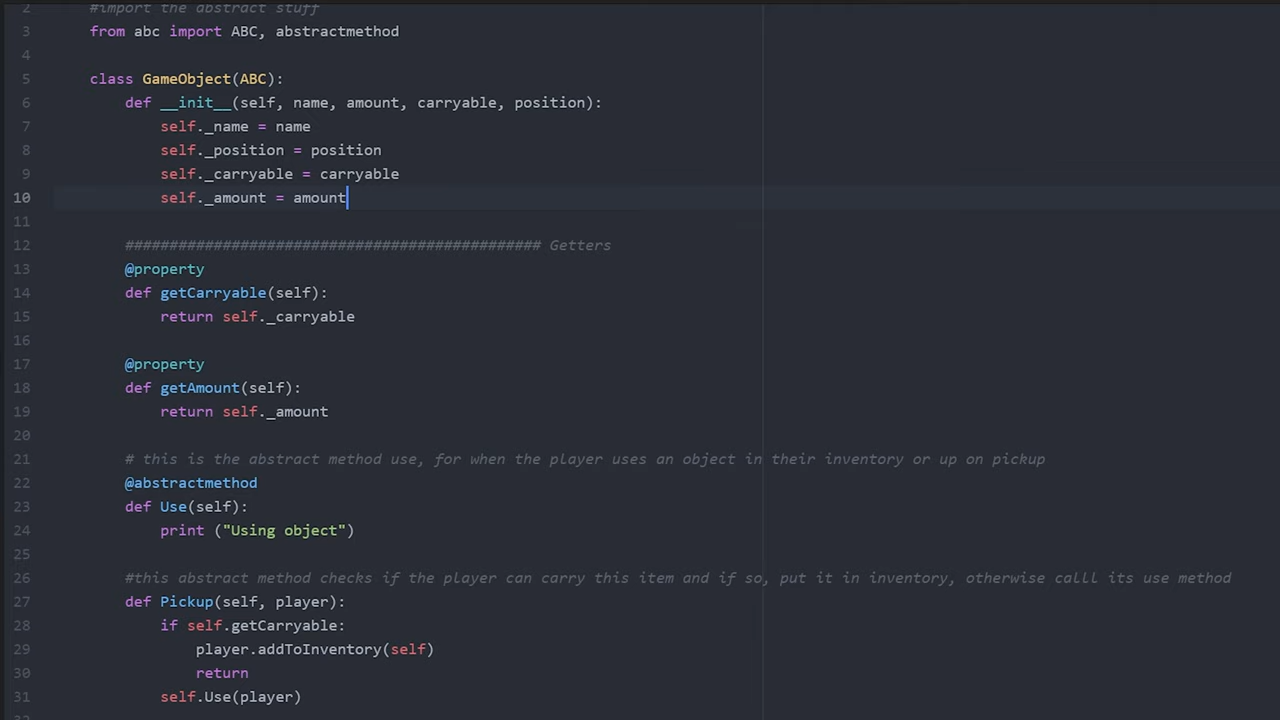 2 #import the abstract stuff
3 from abc import ABC, abstractmethod
4
5 class GameObject(ABC):
6 def __init__(self, name, amount, carryable, position):
7 self._name = name
8 self._position = position
9 self._carryable = carryable
10 self._amount = amount
11
12 ############################################### Getters
13 @property
14 def getCarryable(self):
15 return self._carryable
16
17 @property
18 def getAmount(self):
19 return self._amount
20
21 # this is the abstract method use, for when the player uses an object in their inventory or up on pickup
22 @abstractmethod
23 def Use(self):
24 print ("Using object")
25
26 #this abstract method checks if the player can carry this item and if so, put it in inventory, otherwise calll its use method
27 def Pickup(self, player):
28 if self.getCarryable:
29 player.addToInventory(self)
30 return
31 self.Use(player)